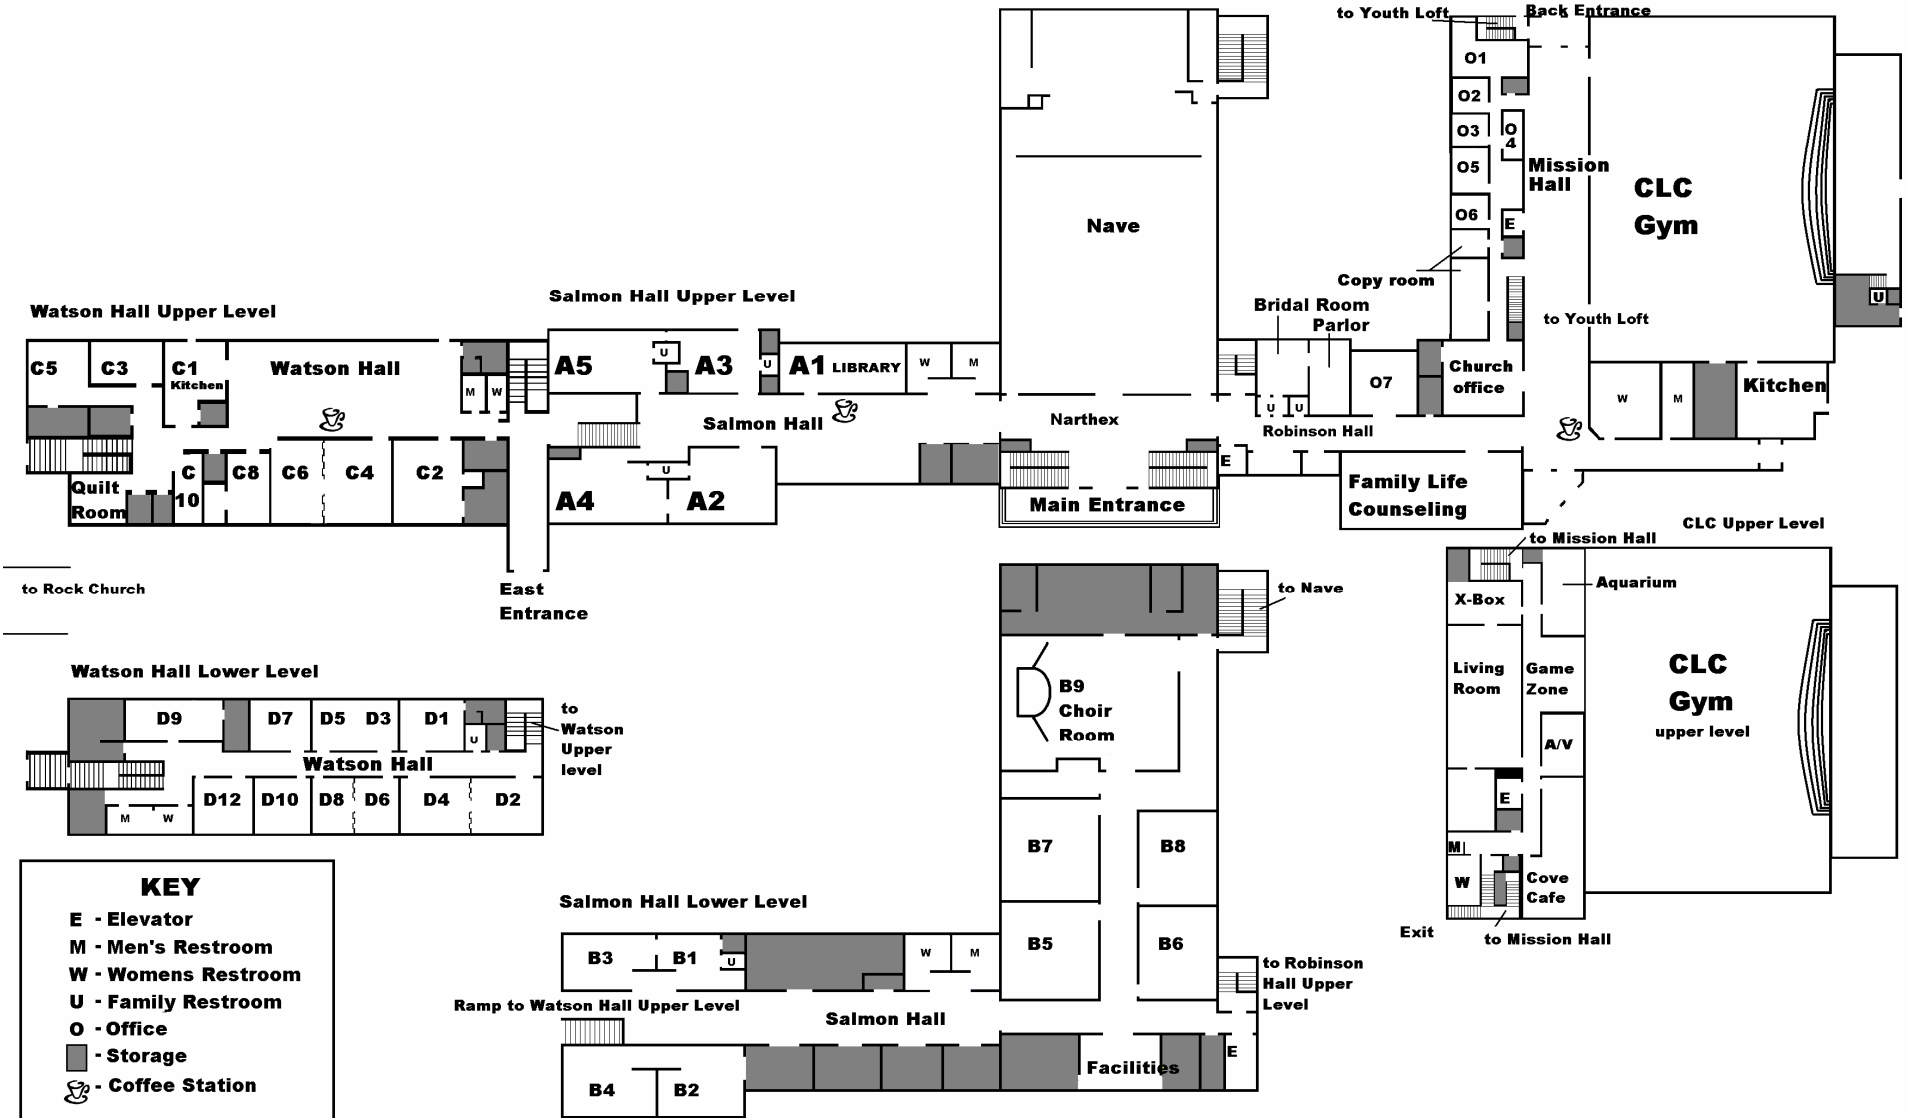 to Youth Loft
Back Entrance
O1
O2
O3
O
4
O5
Mission
Hall
O6
E
CLC
Gym
Nave
Copy room
U
to Youth Loft
Bridal Room
Parlor
Salmon Hall Upper Level
Watson Hall Upper Level
C5
C3
C1
Kitchen
Watson Hall
M
W
A5
U
A3
U
A1 LIBRARY
W
M
O7
Church
office
W
M
Kitchen
U
U
Salmon Hall
Narthex
Robinson Hall
Quilt
Room
C
10
C8
C6
C4
C2
A4
U
A2
E
Main Entrance
Family Life
Counseling
CLC Upper Level
to Mission Hall
to Rock Church
East
Entrance
to Nave
Aquarium
X-Box
Living
Room
Game
Zone
CLC
Gym
upper level
A/V
E
M
W
Cove
Cafe
Exit
to Mission Hall
Watson Hall Lower Level
D9
D7
D5
D3
D1
U
to
Watson
Upper
level
Watson Hall
M
W
D12
D10
D8
D6
D4
D2
B9
Choir
Room
B7
B8
B5
B6
Salmon Hall Lower Level
B3
B1
U
W
M
to Robinson
Hall Upper
Level
Ramp to Watson Hall Upper Level
Salmon Hall
B4
B2
Facilities
E
KEY
E - Elevator
M - Men's Restroom
W - Womens Restroom
U - Family Restroom
O - Office
- Storage
- Coffee Station